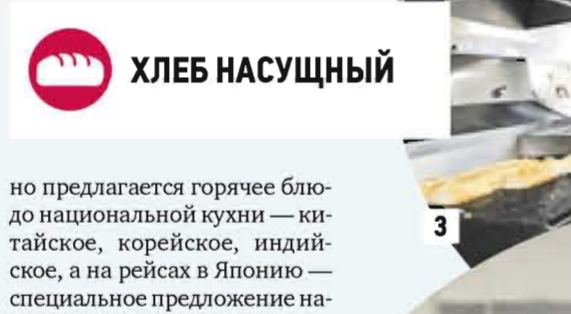 ХЛЕБ НАСУЩНЫЙ
но предлагается горячее блю-
до национальной кухни — ки-
тайское, корейское, индий-
ское, а на рейсах в Японию —
специальное предложение на-
3